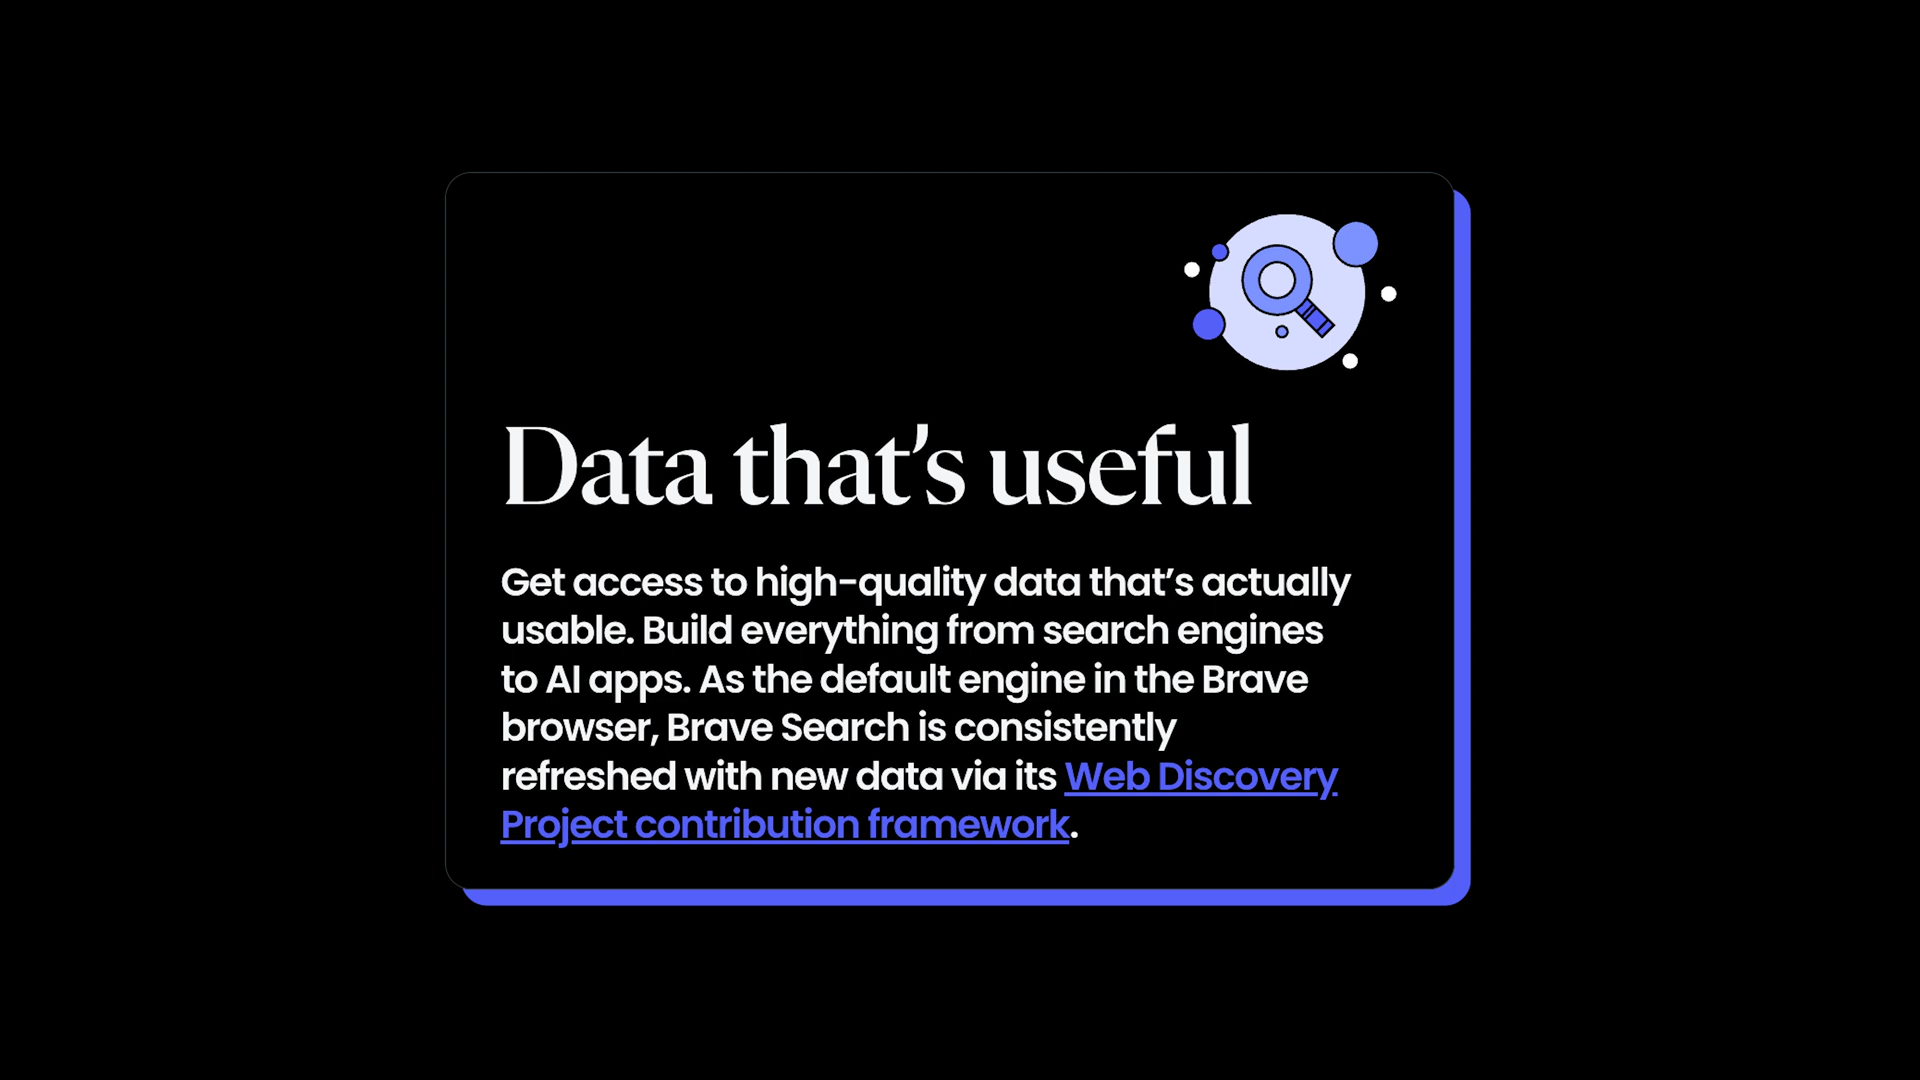 Data that’s useful
Get access to high-quality data that’s actually
usable. Build everything from search engines
to AI apps. As the default engine in the Brave
browser, Brave Search is consistently
refreshed with new data via its Web Discovery
Project contribution framework.